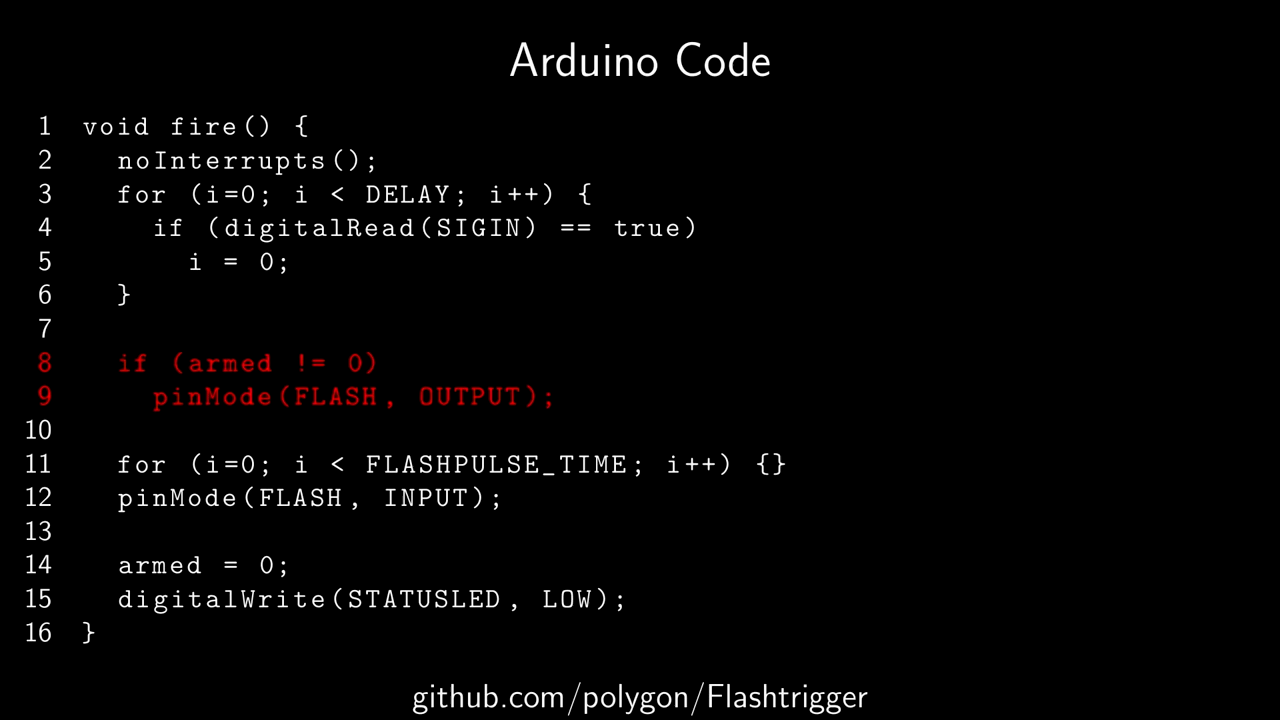 Arduino Code
1 void fire() {
2 noInterrupts();
3 for (i=0; i < DELAY; i++) {
4 if (digitalRead(SIGIN) == true)
5 i = 0;
6 }
7
8 if (armed != 0)
9 pinMode(FLASH, OUTPUT);
10
11 for (i=0; i < FLASHPULSE_TIME; i++) {}
12 pinMode(FLASH, INPUT);
13
14 armed = 0;
15 digitalWrite(STATUSLED, LOW);
16 }
github.com/polygon/Flashtrigger